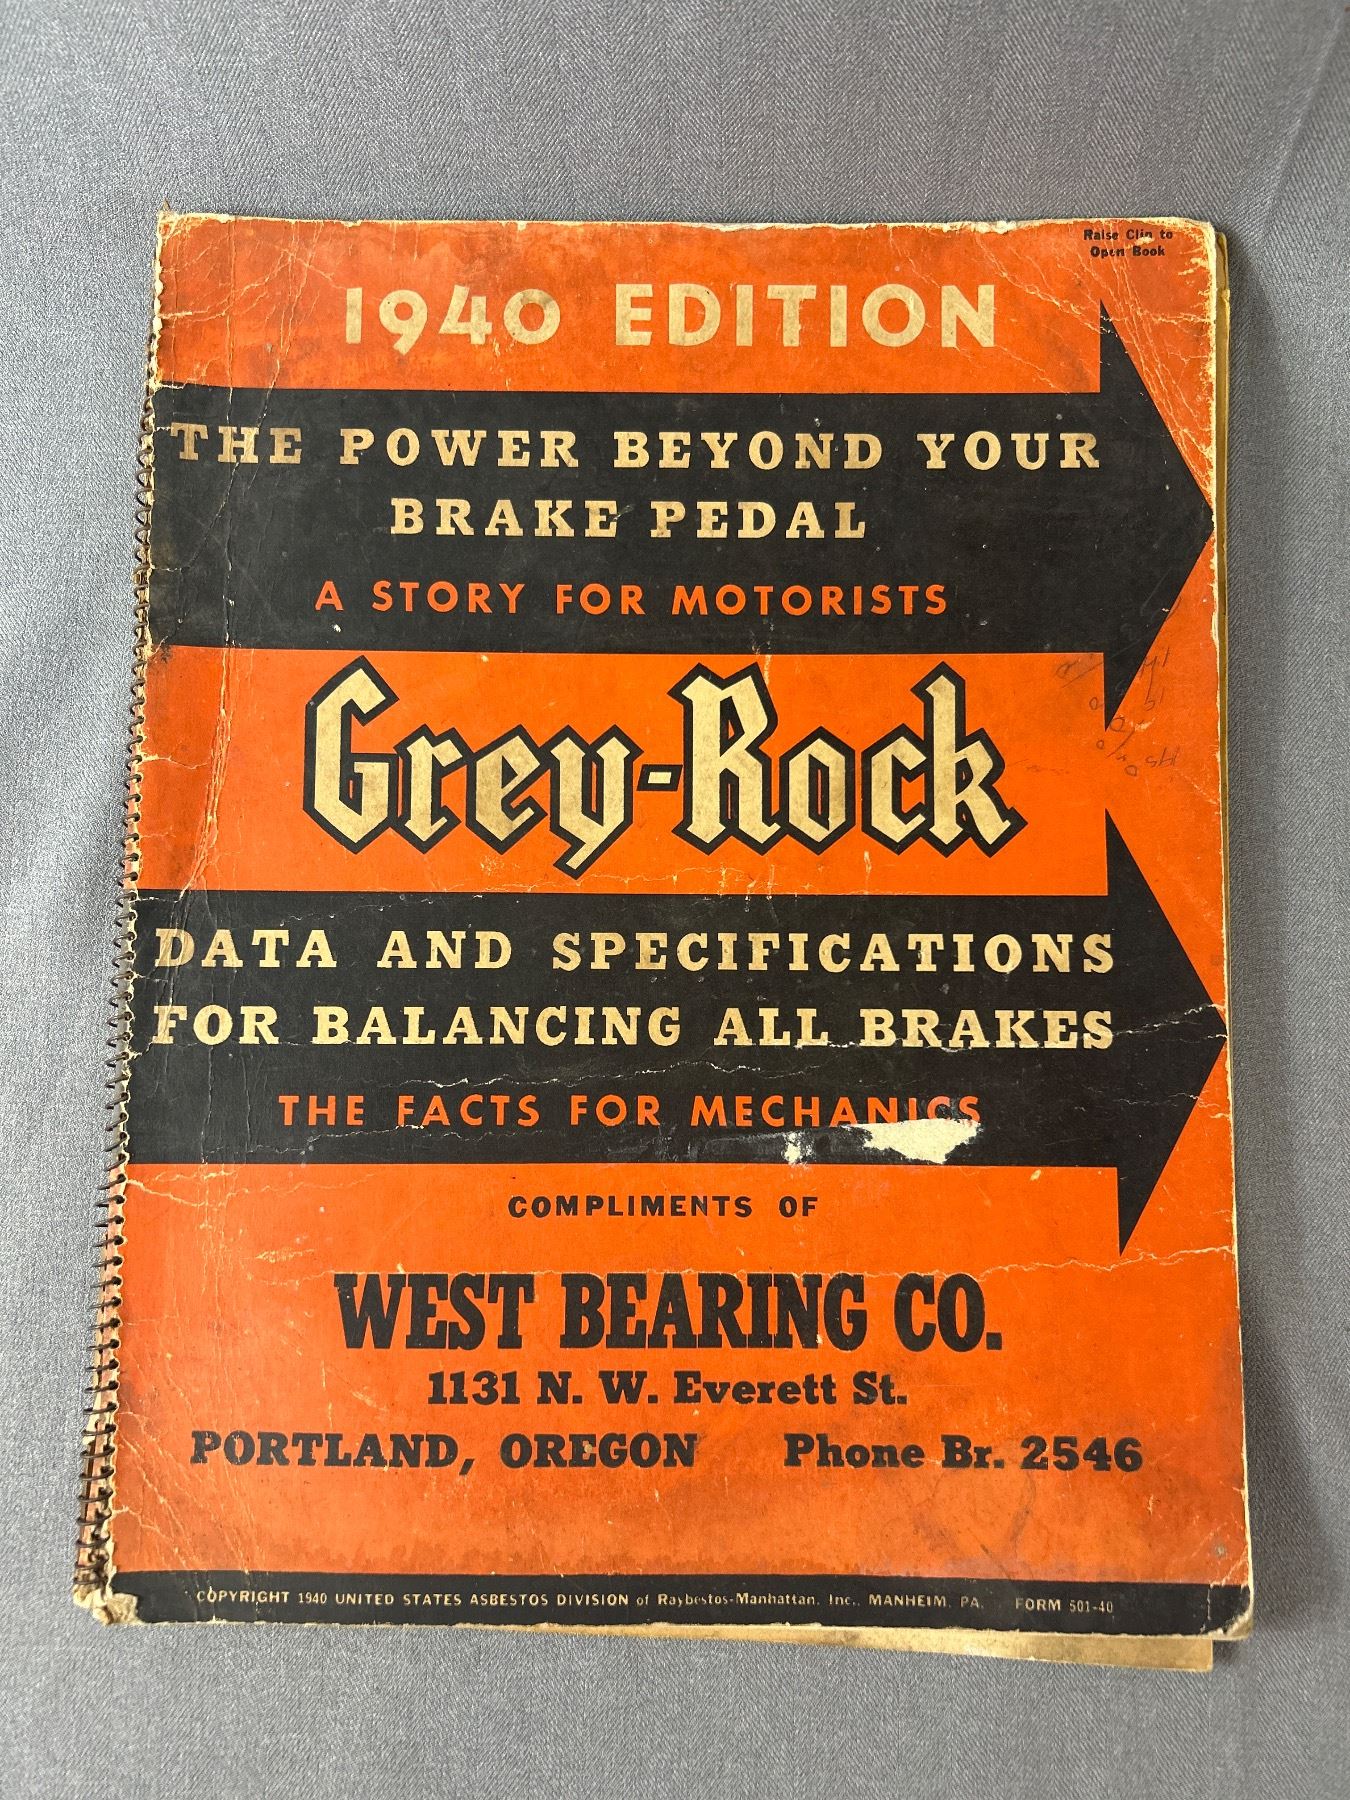 Raise Clip to
Open Book
1940 EDITION
THE POWER BEYOND YOUR
BRAKE PEDAL
A STORY FOR MOTORISTS
Grey-Rock
DATA AND SPECIFICATIONS
FOR BALANCING ALL BRAKES
THE FACTS FOR MECHANICS
COMPLIMENTS OF
WEST BEARING CO.
1131 N. W. Everett St.
PORTLAND, OREGON Phone Br. 2546
COPYRIGHT 1940 UNITED STATES ASBESTOS DIVISION of Raybestos-Manhattan, Inc., MANHEIM, PA. FORM 501-40